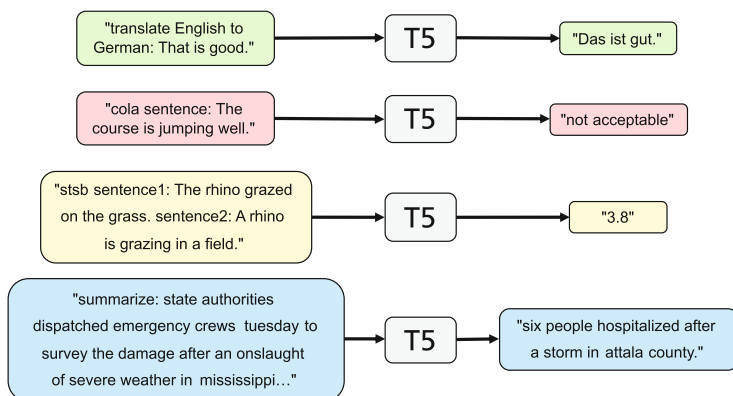 "translate English to
German: That is good."
T5
"Das ist gut."
"cola sentence: The
course is jumping well."
T5
"not acceptable"
"stsb sentence1: The rhino grazed
on the grass. sentence2: A rhino
is grazing in a field."
T5
"3.8"
"summarize: state authorities
dispatched emergency crews tuesday to
survey the damage after an onslaught
of severe weather in mississippi…"
T5
"six people hospitalized after
a storm in attala county."